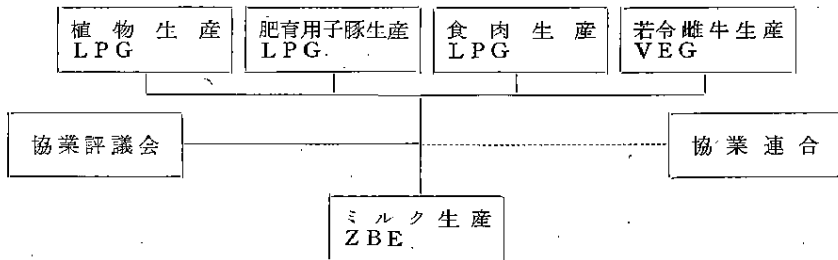 植物生産
LPG
肥育用子豚生産
LPG
食肉生産
LPG
若令雌牛生産
VEG
協業評議会
協業連合
ミルク生産
ZBE